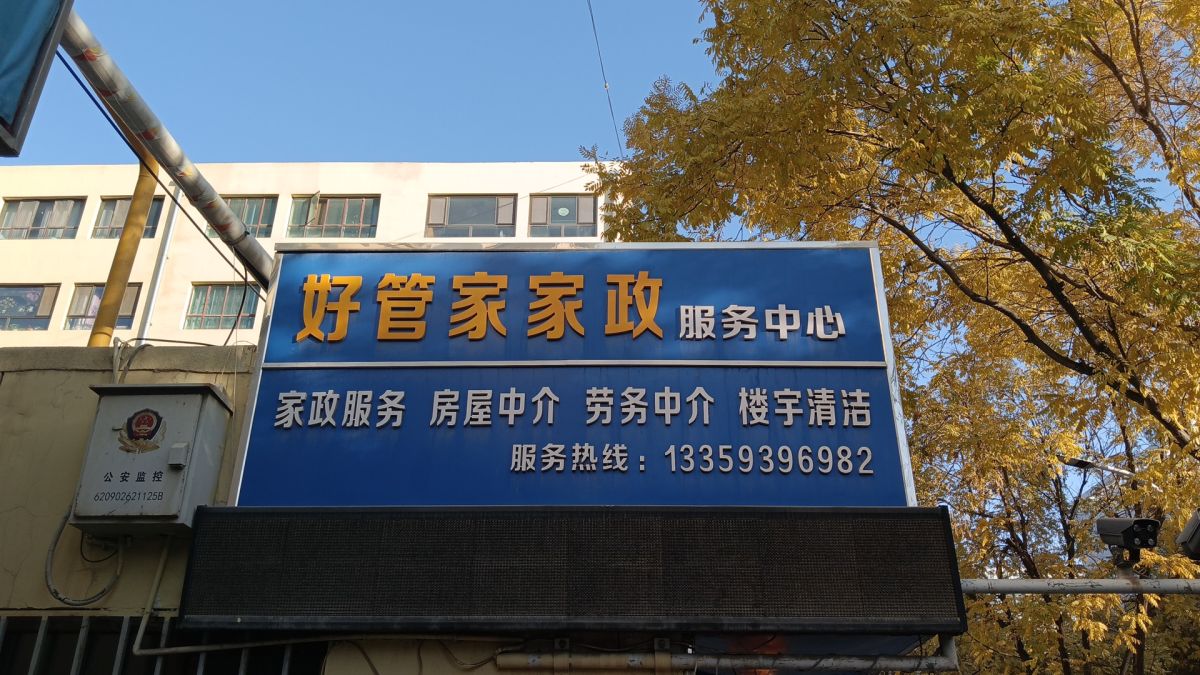 好管家家政服务中心
家政服务 房屋中介 劳务中介 楼宇清洁
服务热线：13359396982
公安监控
620902621125B